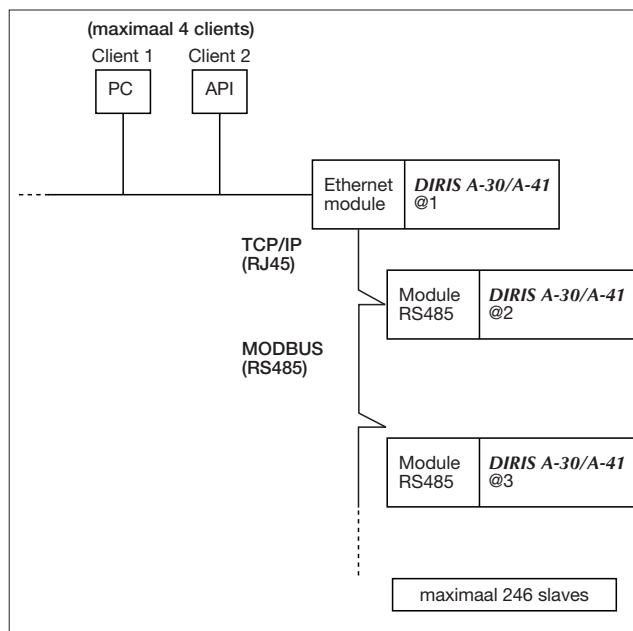 (maximaal 4 clients)
Client 1 Client 2
PC API
Ethernet module
DIRIS A-30/A-41
@1
TCP/IP
(RJ45)
Module
RS485
DIRIS A-30/A-41
@2
MODBUS
(RS485)
Module
RS485
DIRIS A-30/A-41
@3
maximaal 246 slaves